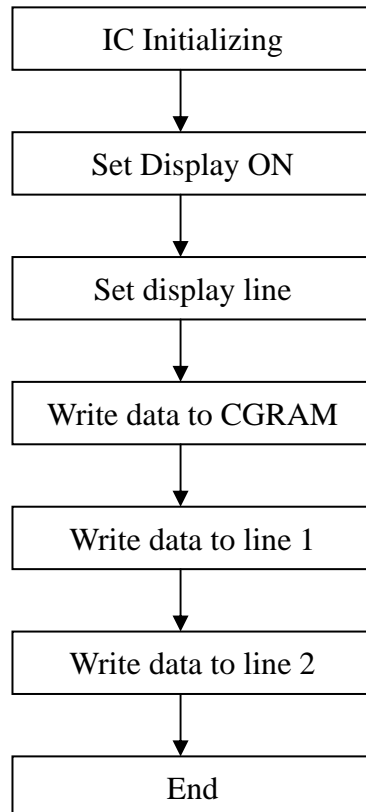 IC Initializing
Set Display ON
Set display line
Write data to CGRAM
Write data to line 1
Write data to line 2
End